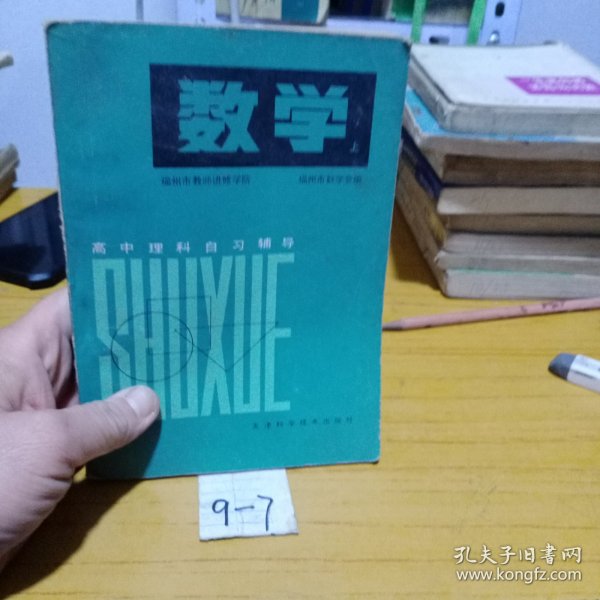 数学
上
福州市教师进修学院 福州市数学会编
高中理科自习辅导
SHUXUE
天津科学技术出版社
9-7
孔夫子旧书网
www.kongfz.com